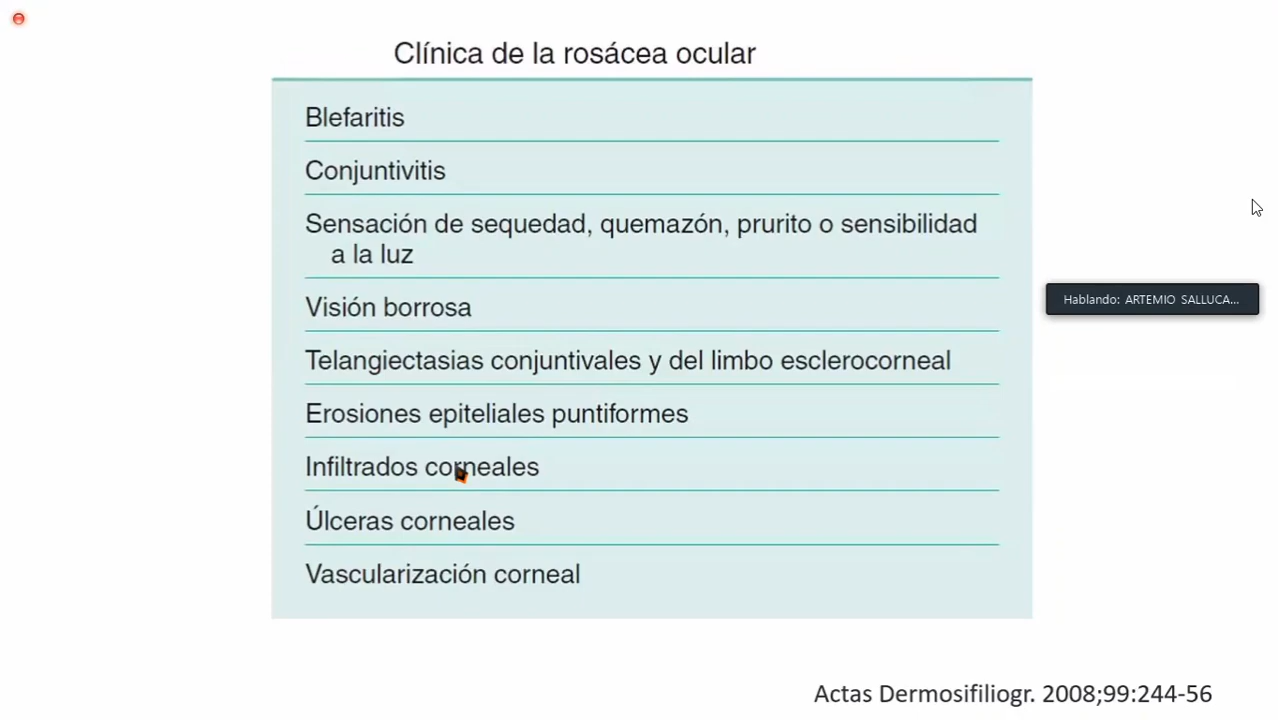 Clínica de la rosácea ocular
Blefaritis
Conjuntivitis
Sensación de sequedad, quemazón, prurito o sensibilidad
a la luz
Visión borrosa
Hablando: ARTEMIO SALLUCA...
Telangiectasias conjuntivales y del limbo esclerocorneal
Erosiones epiteliales puntiformes
Infiltrados corneales
Úlceras corneales
Vascularización corneal
Actas Dermosifiliogr. 2008;99:244-56